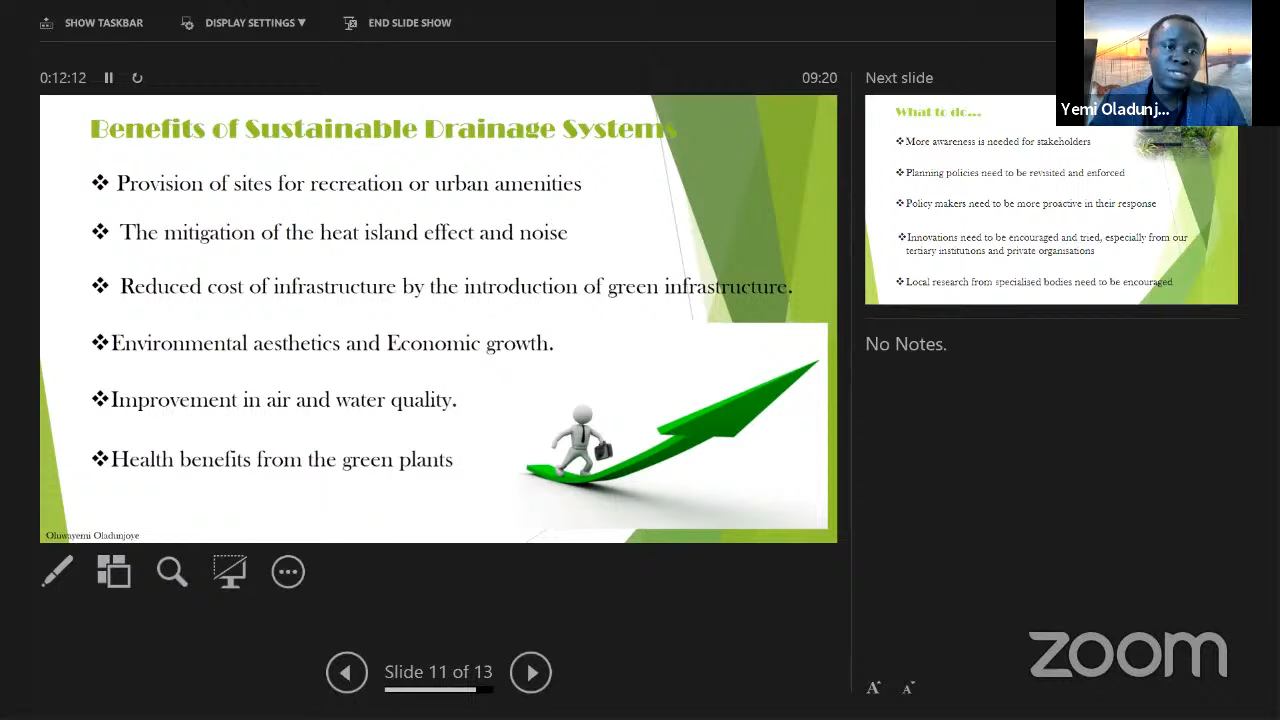 SHOW TASKBAR
DISPLAY SETTINGS ▼
END SLIDE SHOW
0:12:12
09:20
Next slide
Yemi Oladunj...
Benefits of Sustainable Drainage Systems
❖ Provision of sites for recreation or urban amenities
❖ The mitigation of the heat island effect and noise
❖ Reduced cost of infrastructure by the introduction of green infrastructure.
❖Environmental aesthetics and Economic growth.
❖Improvement in air and water quality.
❖Health benefits from the green plants
Oluwayemi Oladunjoye
What to do...
❖More awareness is needed for stakeholders
❖Planning policies need to be revisited and enforced
❖Policy makers need to be more proactive in their response
❖Innovations need to be encouraged and tried, especially from our
tertiary institutions and private organisations
❖Local research from specialised bodies need to be encouraged
No Notes.
Slide 11 of 13
A A
zoom